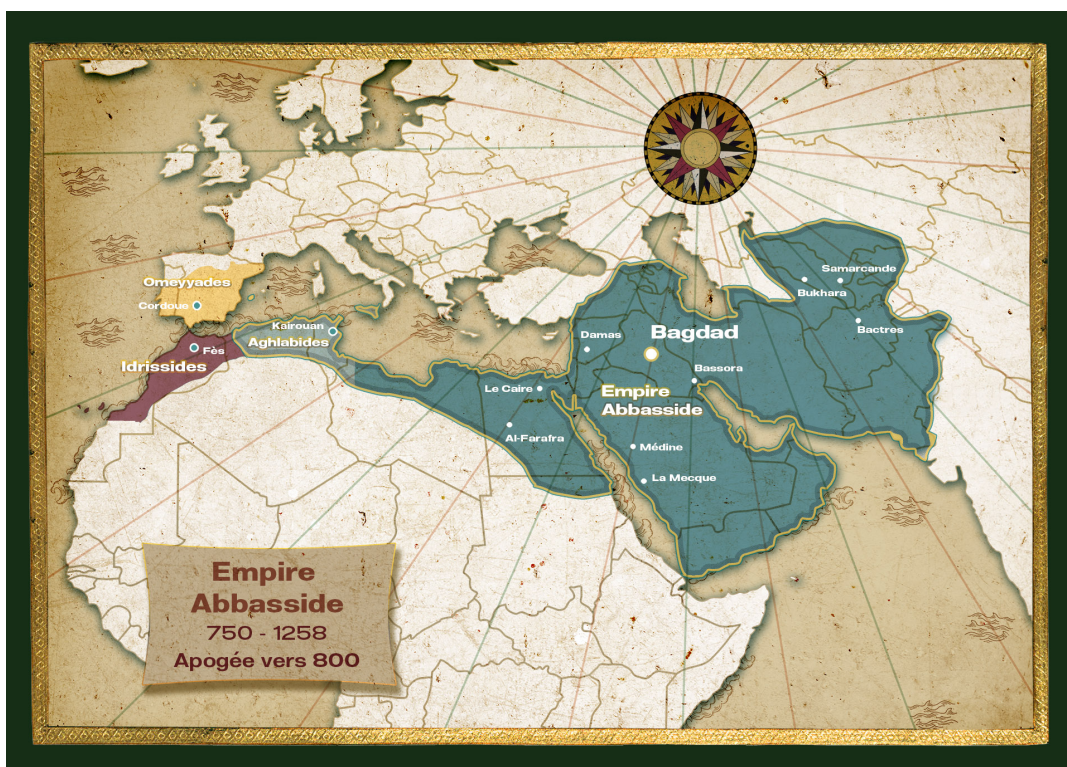 Omeyyades
Cordoue
Kairouan
Aghlabides
Fès
Idrissides
Samarcande
Bukhara
Bactres
Damas
Bagdad
Bassora
Le Caire
Empire
Abbasside
Al-Farafra
Médine
La Mecque
Empire
Abbasside
750 - 1258
Apogée vers 800